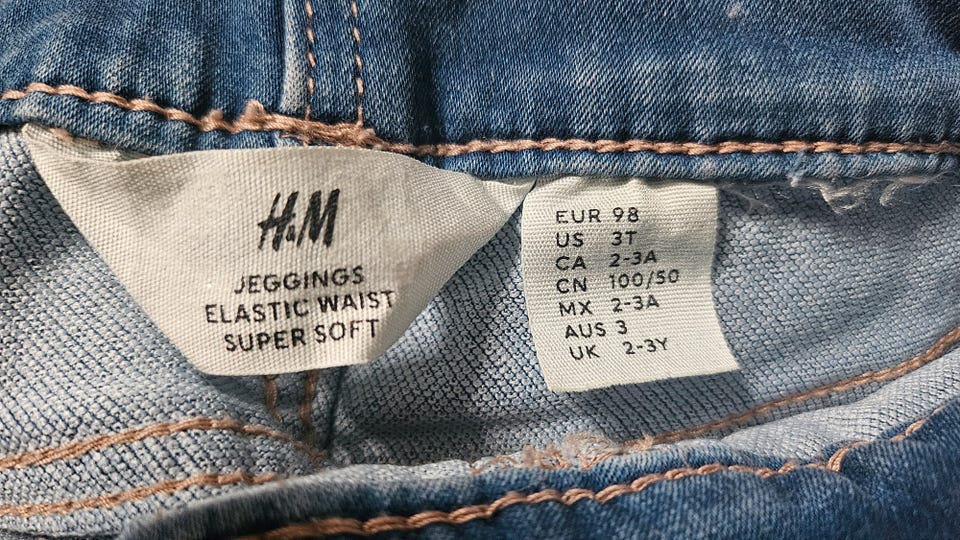 H&M
JEGGINGS
ELASTIC WAIST
SUPER SOFT
EUR 98
US 3T
CA 2-3A
CN 100/50
MX 2-3A
AUS 3
UK 2-3Y